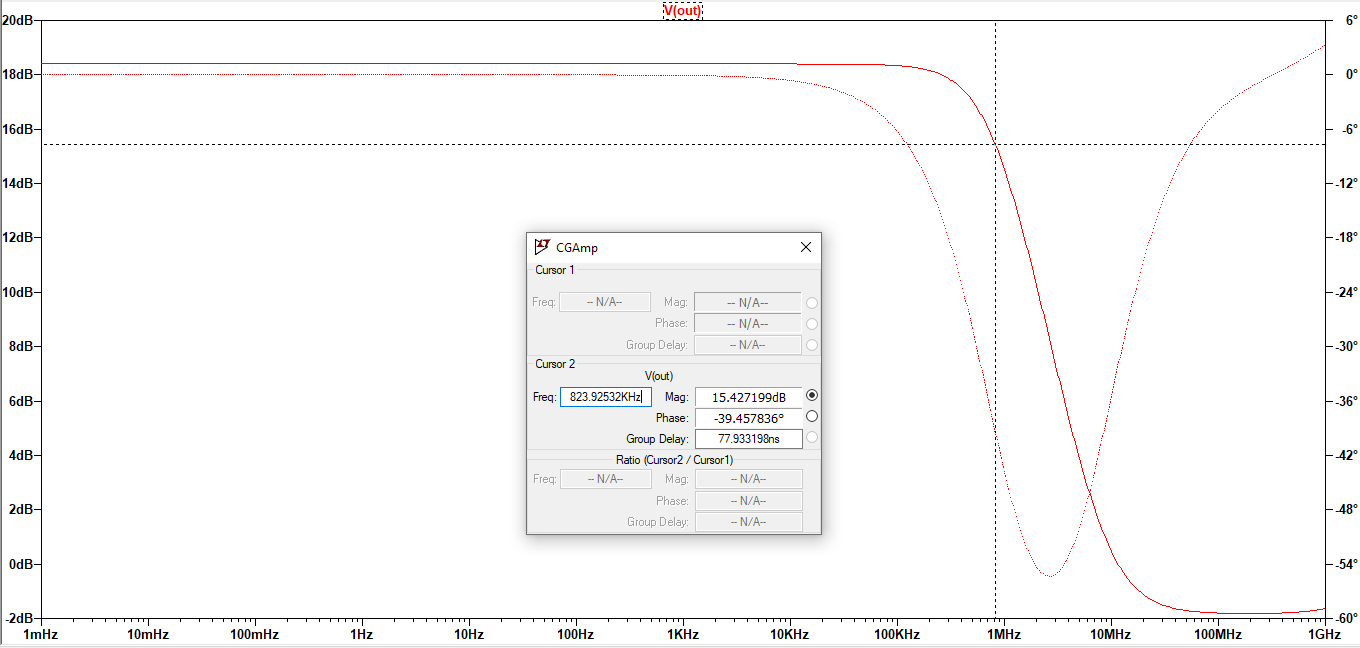 V(out)
20dB
18dB
16dB
14dB
12dB
10dB
8dB
6dB
4dB
2dB
0dB
-2dB
6°
0°
-6°
-12°
-18°
-24°
-30°
-36°
-42°
-48°
-54°
-60°
1mHz 10mHz 100mHz 1Hz 10Hz 100Hz 1KHz 10KHz 100KHz 1MHz 10MHz 100MHz 1GHz
CGAmp
Cursor 1
Freq: -- N/A-- Mag: -- N/A--
Phase: -- N/A--
Group Delay: -- N/A--
Cursor 2
V(out)
Freq: 823.92532KHz Mag: 15.427199dB
Phase: -39.457836°
Group Delay: 77.933198ns
Ratio (Cursor2 / Cursor1)
Freq: -- N/A-- Mag: -- N/A--
Phase: -- N/A--
Group Delay: -- N/A--